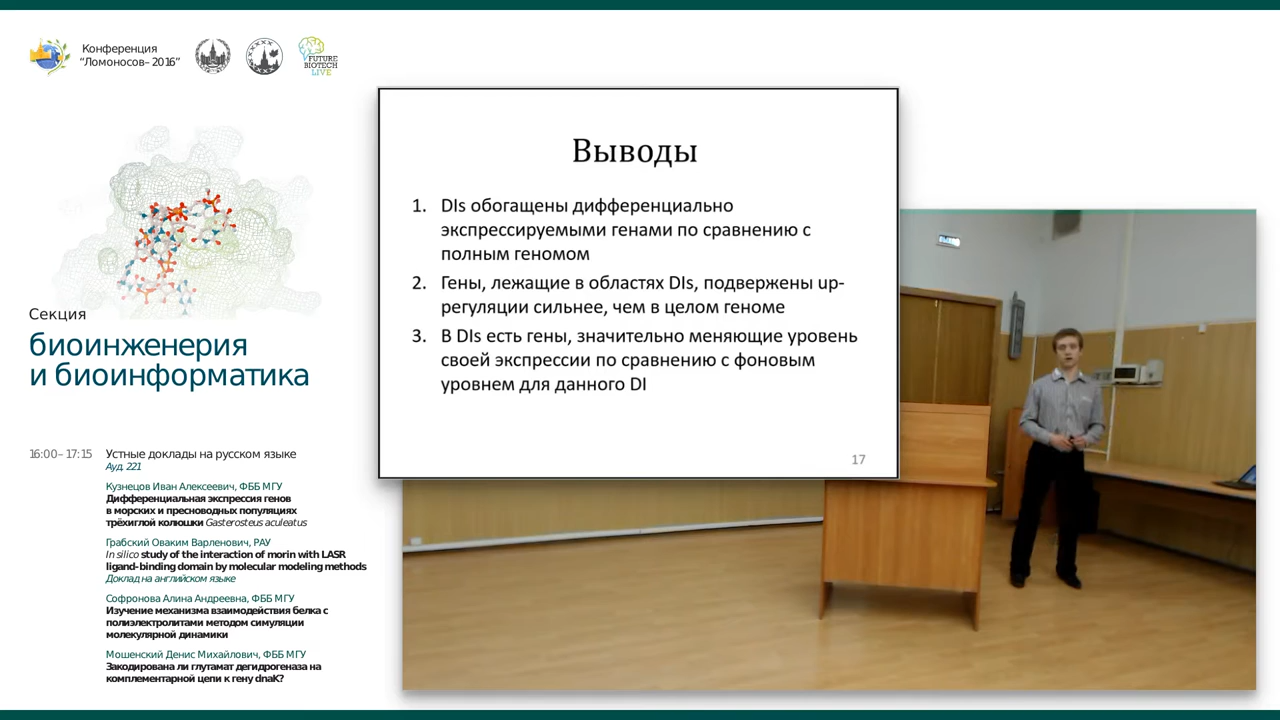 Конференция
“Ломоносов–2016”
FUTURE
BIOTECH
LIVE
Секция
биоинженерия
и биоинформатика
16:00–17:15 Устные доклады на русском языке
Ауд. 221
Кузнецов Иван Алексеевич, ФББ МГУ
Дифференциальная экспрессия генов
в морских и пресноводных популяциях
трёхиглой колюшки Gasterosteus aculeatus
Грабский Оваким Варленович, РАУ
In silico study of the interaction of morin with LASR
ligand-binding domain by molecular modeling methods
Доклад на английском языке
Софронова Алина Андреевна, ФББ МГУ
Изучение механизма взаимодействия белка с
полиэлектролитами методом симуляции
молекулярной динамики
Мошенский Денис Михайлович, ФББ МГУ
Закодирована ли глутамат дегидрогеназа на
комплементарной цепи к гену dnaK?
Выводы
1. DIs обогащены дифференциально
экспрессируемыми генами по сравнению с
полным геномом
2. Гены, лежащие в областях DIs, подвержены up-
регуляции сильнее, чем в целом геноме
3. В DIs есть гены, значительно меняющие уровень
своей экспрессии по сравнению с фоновым
уровнем для данного DI
17